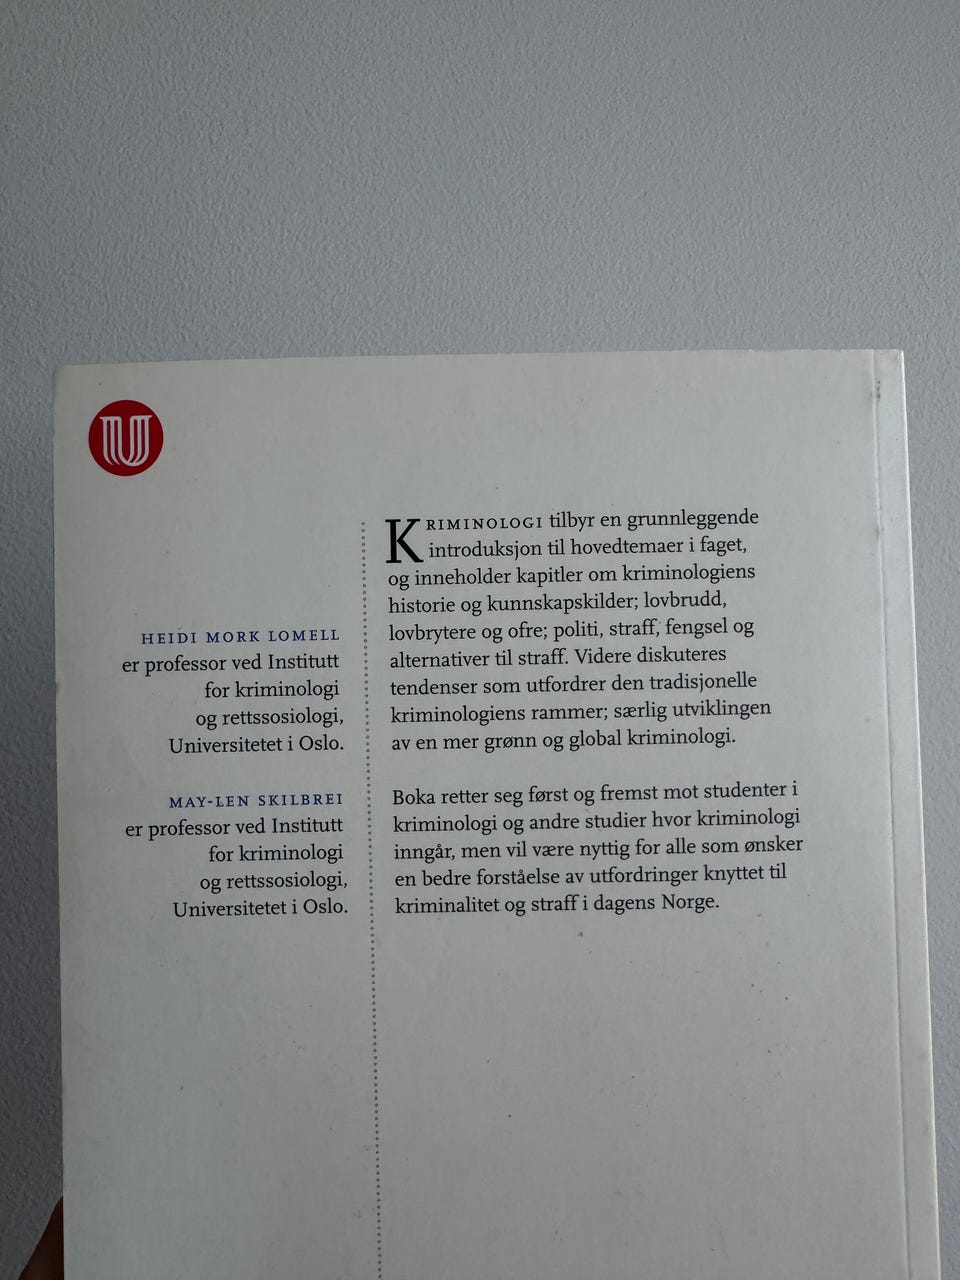 U
HEIDI MORK LOMELL
er professor ved Institutt
for kriminologi
og rettssosiologi,
Universitetet i Oslo.
MAY-LEN SKILBREI
er professor ved Institutt
for kriminologi
og rettssosiologi,
Universitetet i Oslo.
KRIMINOLOGI tilbyr en grunnleggende
introduksjon til hovedtemaer i faget,
og inneholder kapitler om kriminologiens
historie og kunnskapskilder; lovbrudd,
lovbrytere og ofre; politi, straff, fengsel og
alternativer til straff. Videre diskuteres
tendenser som utfordrer den tradisjonelle
kriminologiens rammer; særlig utviklingen
av en mer grønn og global kriminologi.
Boka retter seg først og fremst mot studenter i
kriminologi og andre studier hvor kriminologi
inngår, men vil være nyttig for alle som ønsker
en bedre forståelse av utfordringer knyttet til
kriminalitet og straff i dagens Norge.